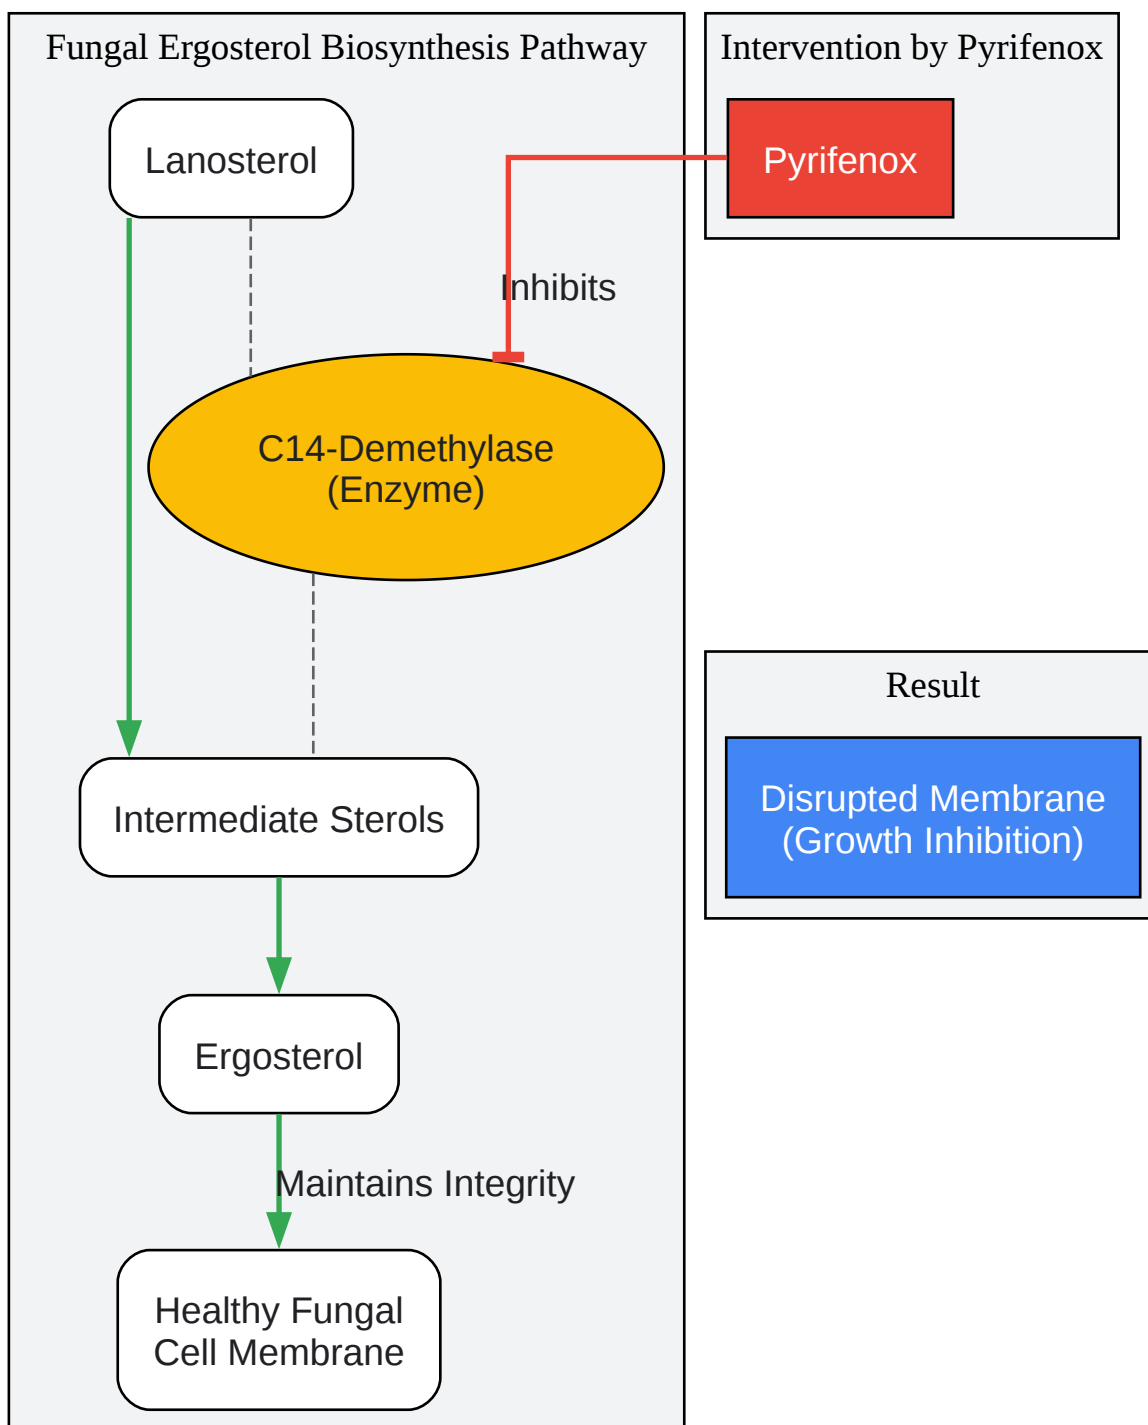 Fungal Ergosterol Biosynthesis Pathway
Intervention by Pyrifenox
Lanosterol
Pyrifenox
Inhibits
C14-Demethylase
(Enzyme)
Result
Disrupted Membrane
(Growth Inhibition)
Intermediate Sterols
Ergosterol
Maintains Integrity
Healthy Fungal
Cell Membrane